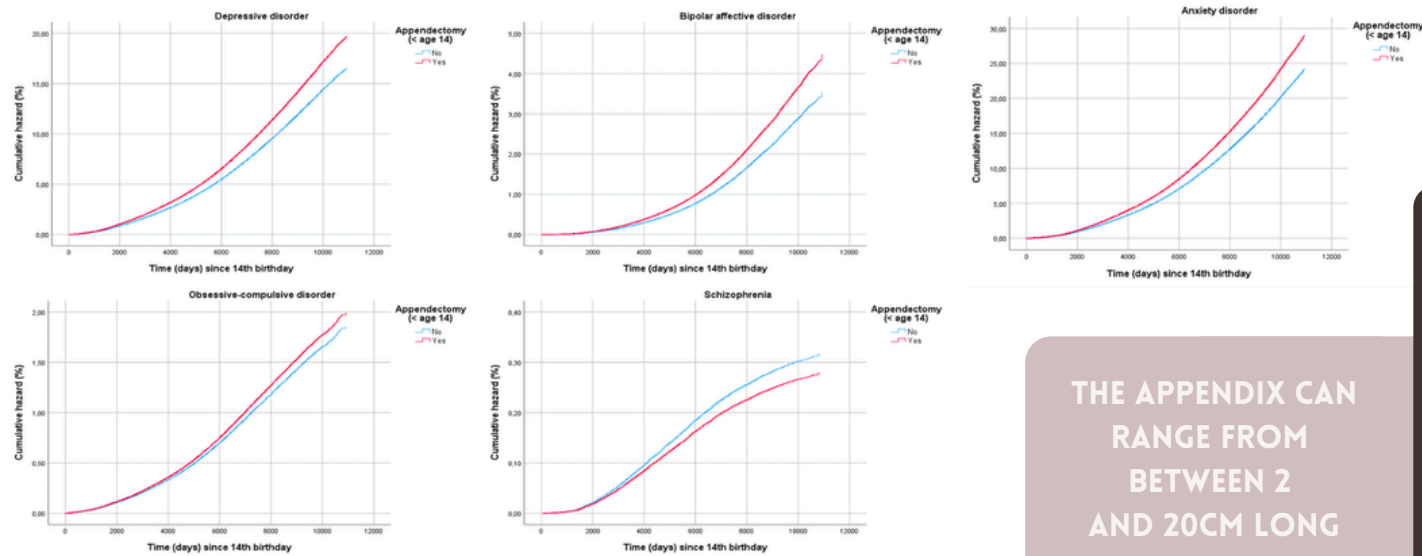 Depressive disorder
Appendectomy
(< age 14)
No
Yes
Cumulative hazard (%)
20,00
15,00
10,00
5,00
0,00
0
2000
4000
6000
8000
10000
12000
Time (days) since 14th birthday
Bipolar affective disorder
Appendectomy
(< age 14)
No
Yes
Cumulative hazard (%)
5,00
4,00
3,00
2,00
1,00
0,00
0
2000
4000
6000
8000
10000
12000
Time (days) since 14th birthday
Anxiety disorder
Appendectomy
(< age 14)
No
Yes
Cumulative hazard (%)
30,00
25,00
20,00
15,00
10,00
5,00
0,00
0
2000
4000
6000
8000
10000
12000
Time (days) since 14th birthday
Obsessive-compulsive disorder
Appendectomy
(< age 14)
No
Yes
Cumulative hazard (%)
2,00
1,50
1,00
0,50
0,00
0
2000
4000
6000
8000
10000
12000
Time (days) since 14th birthday
Schizophrenia
Appendectomy
(< age 14)
No
Yes
Cumulative hazard (%)
0,40
0,30
0,20
0,10
0,00
0
2000
4000
6000
8000
10000
12000
Time (days) since 14th birthday
THE APPENDIX CAN
RANGE FROM
BETWEEN 2
AND 20CM LONG